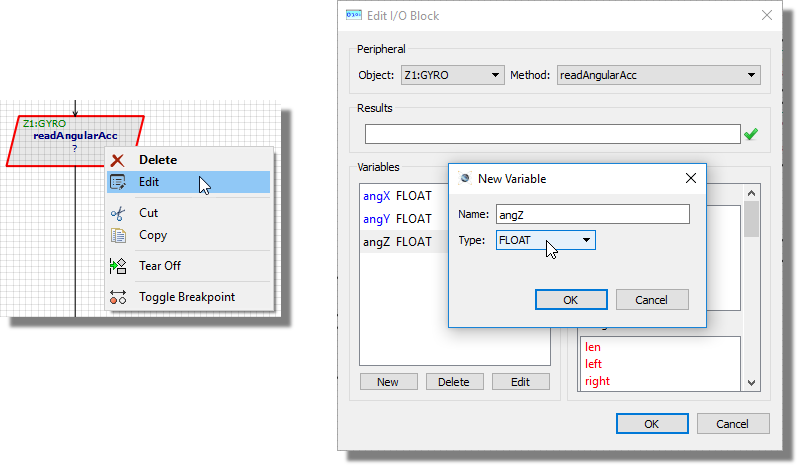 Z1:GYRO
readAngularAcc
?
Delete
Edit
Cut
Copy
Tear Off
Toggle Breakpoint
Edit I/O Block
Peripheral
Object: Z1:GYRO Method: readAngularAcc
Results
Variables
angX FLOAT
angY FLOAT
angZ FLOAT
New Delete Edit
New Variable
Name: angZ
Type: FLOAT
OK Cancel
len
left
right
OK Cancel